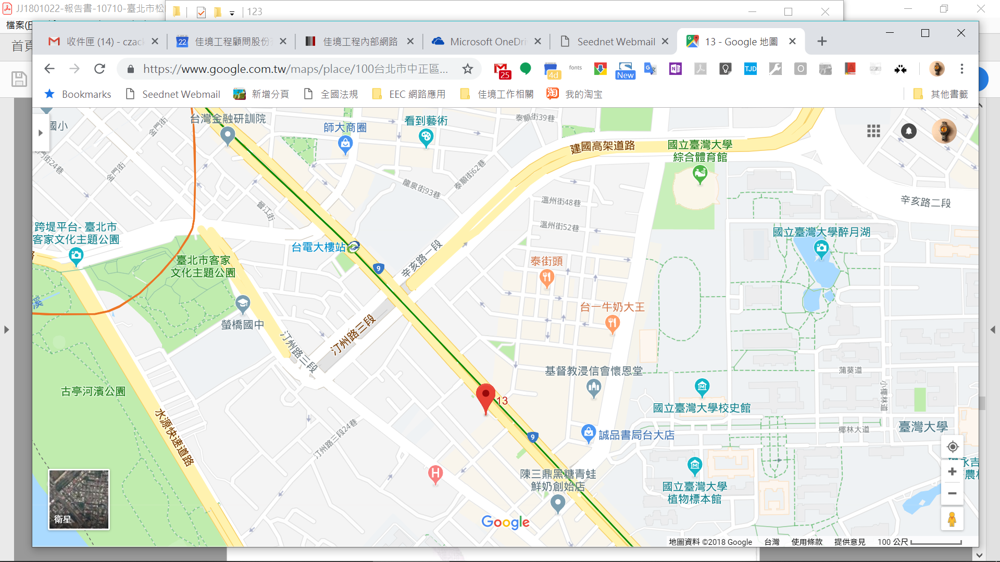 JJ1801022-報告書-10710-臺北市松
123
檔案(
首頁
收件匣 (14) - czac
22
佳境工程顧問股份
佳境工程內部網路
Microsoft OneDri
Seednet Webmail
13 - Google 地圖
https://www.google.com.tw/maps/place/100台北市中正區...
25
4d
fonts
New
TJD
Bookmarks
Seednet Webmail
新增分頁
全國法規
EEC 網路應用
佳境工作相關
我的淘宝
其他書籤
國小
金門街
台灣金融研訓院
師大商圈
看到藝術
泰順街39巷
建國高架道路
國立臺灣大學
綜合體育館
門街24巷
金門街
泰順街62巷
龍泉街93巷
溫州街48巷
辛亥路二段
晉江街
溫州街52巷
跨堤平台- 臺北市
客家文化主題公園
國立臺灣大學醉月湖
台電大樓站
辛亥路一段
臺北市客家
文化主題公園
9
泰街頭
溪
台一牛奶大王
螢橋國中
汀州路三段
汀州路三段
基督教浸信會懷恩堂
蒲葵道
小椰林道
古亭河濱公園
13
國立臺灣大學校史館
水源快速道路
汀州路三段24巷
9
誠品書局台大店
椰林大道
臺灣大學
H
陳三鼎黑糖青蛙
鮮奶創始店
國立臺灣大學
植物標本館
永吉
農
衛星
Google
地圖資料 ©2018 Google
台灣
使用條款
提供意見
100 公尺